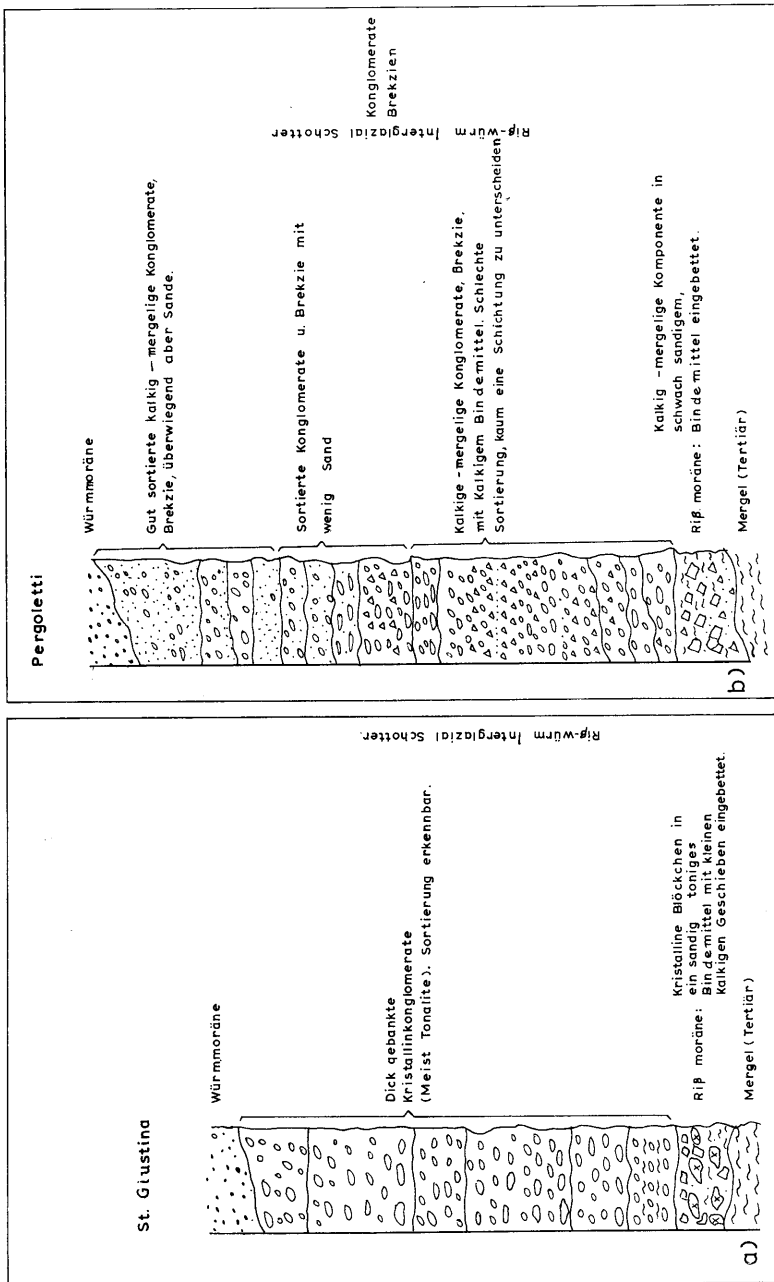 St. Giustina
Würmmoräne
Dick gebankte
Kristallinkonglomerate
(Meist Tonalite). Sortierung erkennbar.
Riß-würm Interglazial Schotter.
Kristalline Blöckchen in
ein sandig toniges
Riß moräne: Bindemittel mit kleinen
Kalkigen Geschieben eingebettet.
Mergel (Tertiär)
a)
Pergoletti
Würmmoräne
Gut sortierte kalkig – mergelige Konglomerate,
Brekzie, überwiegend aber Sande.
Sortierte Konglomerate u. Brekzie mit
wenig Sand
Riß-würm Interglazial Schotter
Konglomerate
Brekzien
Kalkige - mergelige Konglomerate, Brekzie,
mit Kalkigem Bindemittel. Schlechte
Sortierung, kaum eine Schichtung zu unterscheiden
Kalkig - mergelige Komponente in
schwach sandigem,
Riß moräne: Bindemittel eingebettet.
Mergel (Tertiär)
b)